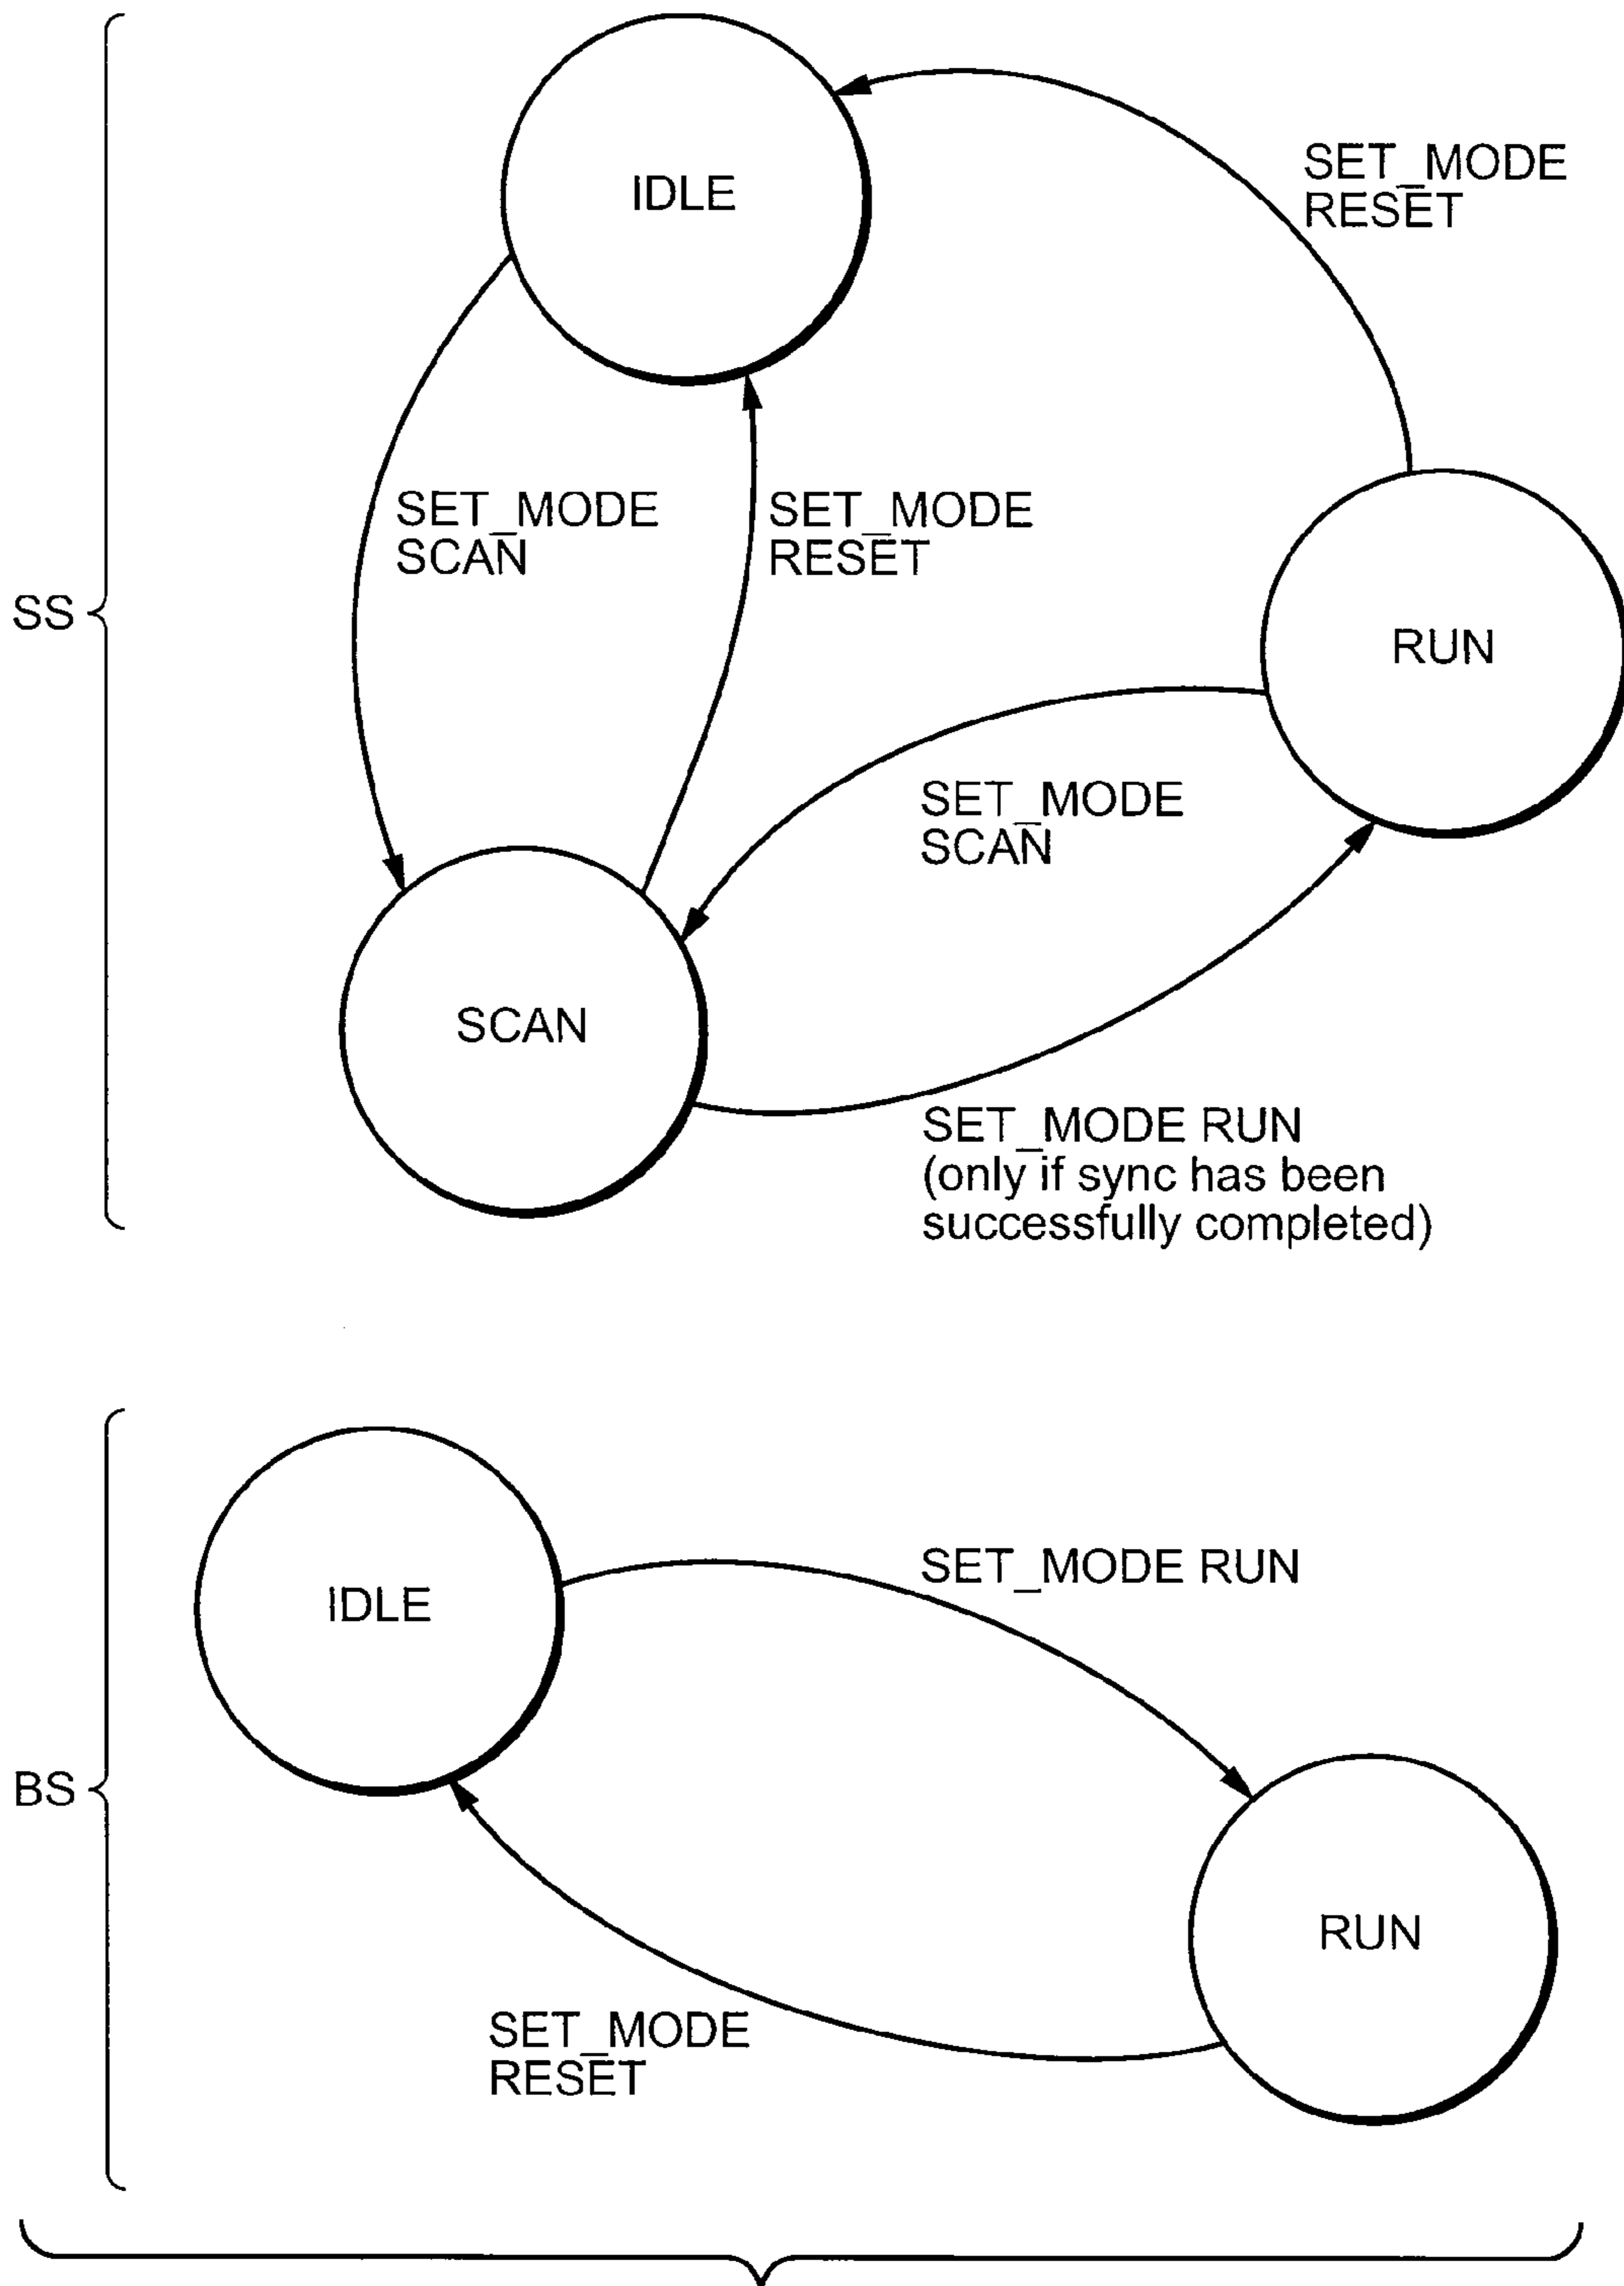 IDLE
SET_MODE
RESET
SET_MODE
SCAN
SET_MODE
RESET
SS
RUN
SET_MODE
SCAN
SCAN
SET_MODE RUN
(only if sync has been
successfully completed)
IDLE
SET_MODE RUN
BS
RUN
SET_MODE
RESET